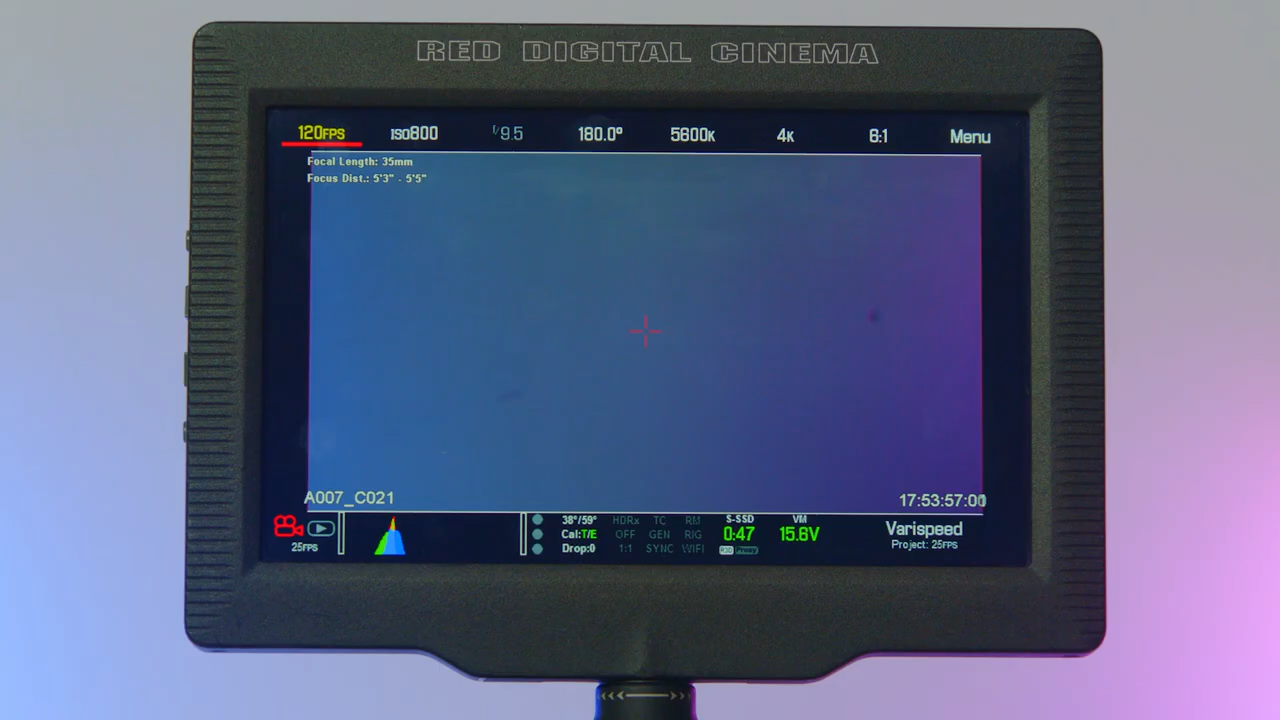 RED DIGITAL CINEMA
120FPS ISO800 f/9.5 180.0° 5600K 4K 6:1 Menu
Focal Length: 35mm
Focus Dist.: 5'3" - 5'5"
A007_C021 17:53:57:00
25FPS
38°/59° HDRx TC RM S-SSD VM
Cal:T/E OFF GEN RIG 0:47 15.6V
Drop:0 1:1 SYNC WIFI R3D Proxy
Varispeed
Project: 25FPS